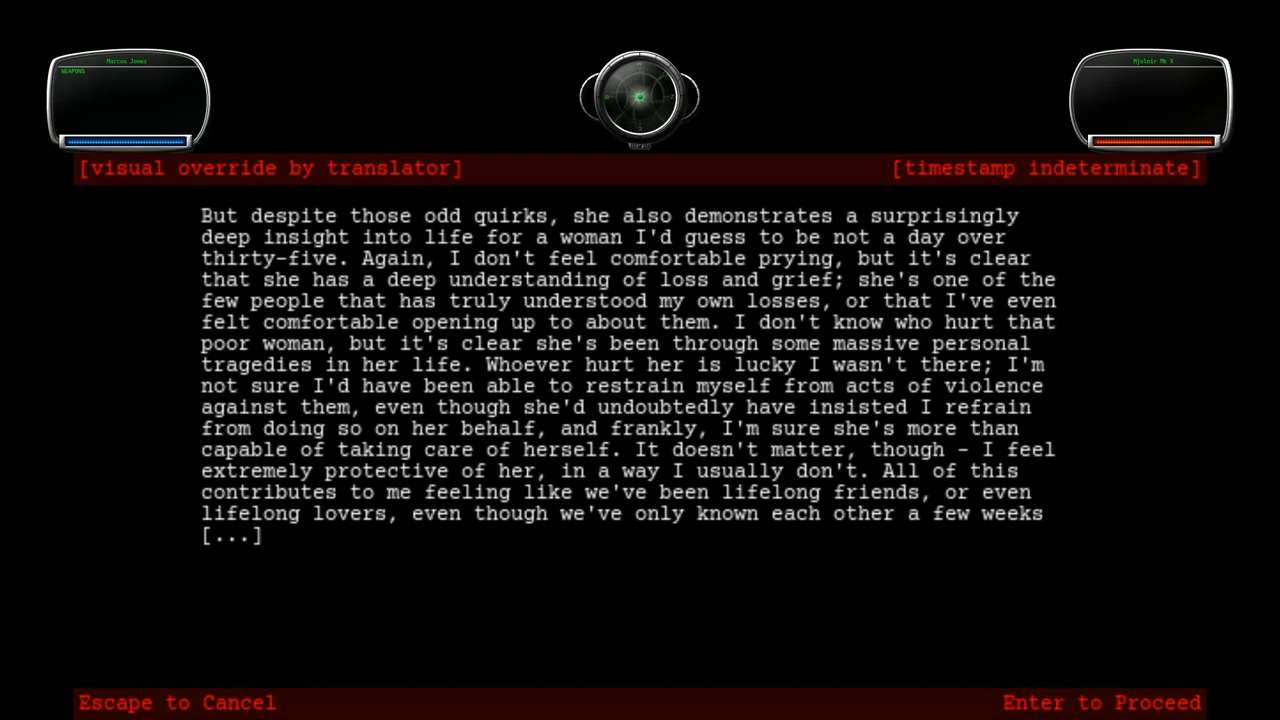 Marcus Jones
WEAPONS
Mjolnir Mk X
[visual override by translator]
[timestamp indeterminate]
But despite those odd quirks, she also demonstrates a surprisingly
deep insight into life for a woman I'd guess to be not a day over
thirty-five. Again, I don't feel comfortable prying, but it's clear
that she has a deep understanding of loss and grief; she's one of the
few people that has truly understood my own losses, or that I've even
felt comfortable opening up to about them. I don't know who hurt that
poor woman, but it's clear she's been through some massive personal
tragedies in her life. Whoever hurt her is lucky I wasn't there; I'm
not sure I'd have been able to restrain myself from acts of violence
against them, even though she'd undoubtedly have insisted I refrain
from doing so on her behalf, and frankly, I'm sure she's more than
capable of taking care of herself. It doesn't matter, though - I feel
extremely protective of her, in a way I usually don't. All of this
contributes to me feeling like we've been lifelong friends, or even
lifelong lovers, even though we've only known each other a few weeks
[...]
Escape to Cancel
Enter to Proceed